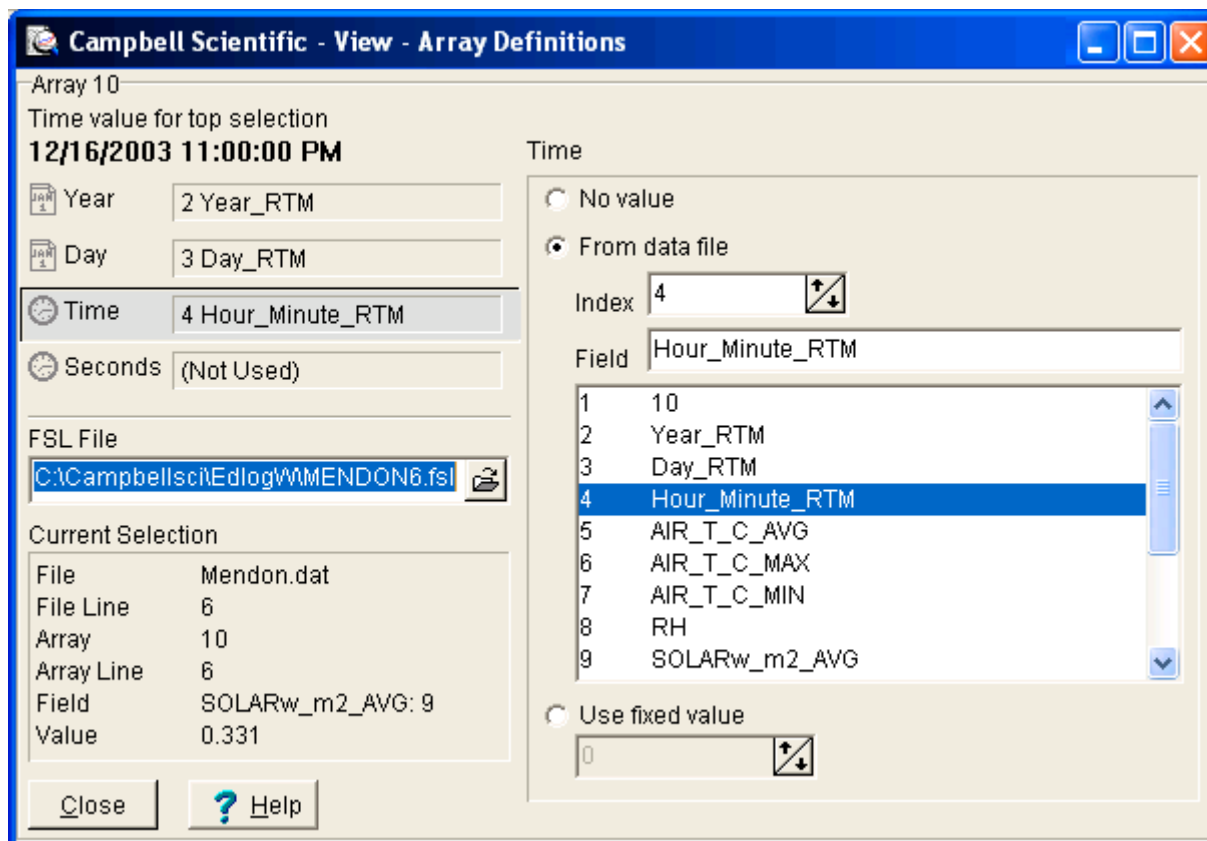 Campbell Scientific - View - Array Definitions
Array 10
Time value for top selection
12/16/2003 11:00:00 PM
Year 2 Year_RTM
Day 3 Day_RTM
Time 4 Hour_Minute_RTM
Seconds (Not Used)
FSL File
C:\Campbellsci\EdlogW\MENDON6.fsl
Current Selection
File Mendon.dat
File Line 6
Array 10
Array Line 6
Field SOLARw_m2_AVG: 9
Value 0.331
Close ? Help
Time
No value
From data file
Index 4
Field Hour_Minute_RTM
1 10
2 Year_RTM
3 Day_RTM
4 Hour_Minute_RTM
5 AIR_T_C_AVG
6 AIR_T_C_MAX
7 AIR_T_C_MIN
8 RH
9 SOLARw_m2_AVG
Use fixed value
0